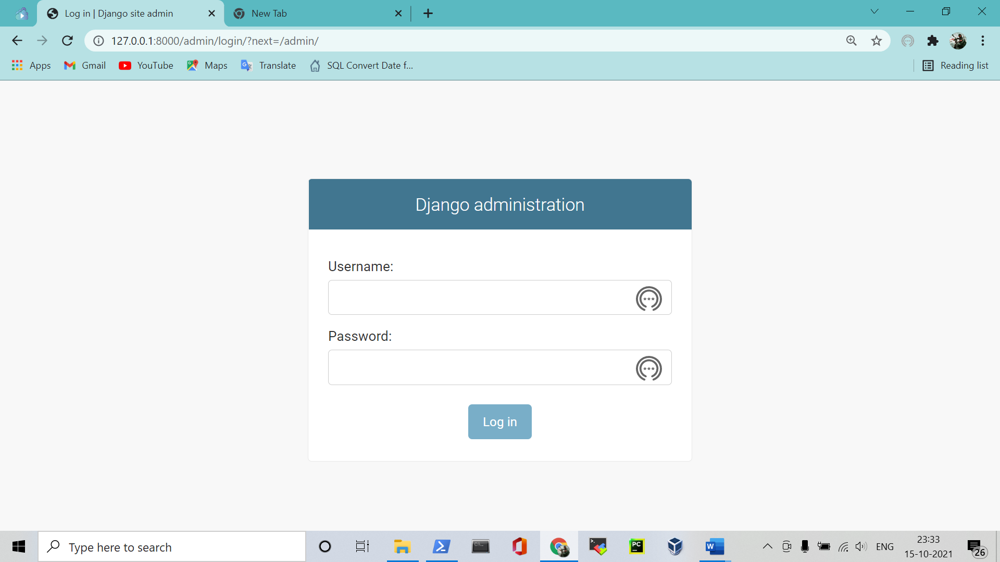 Log in | Django site admin
New Tab
127.0.0.1:8000/admin/login/?next=/admin/
Apps
Gmail
YouTube
Maps
Translate
SQL Convert Date f...
Reading list
Django administration
Username:
Password:
Log in
Type here to search
PC
W
ENG
23:33
15-10-2021
26